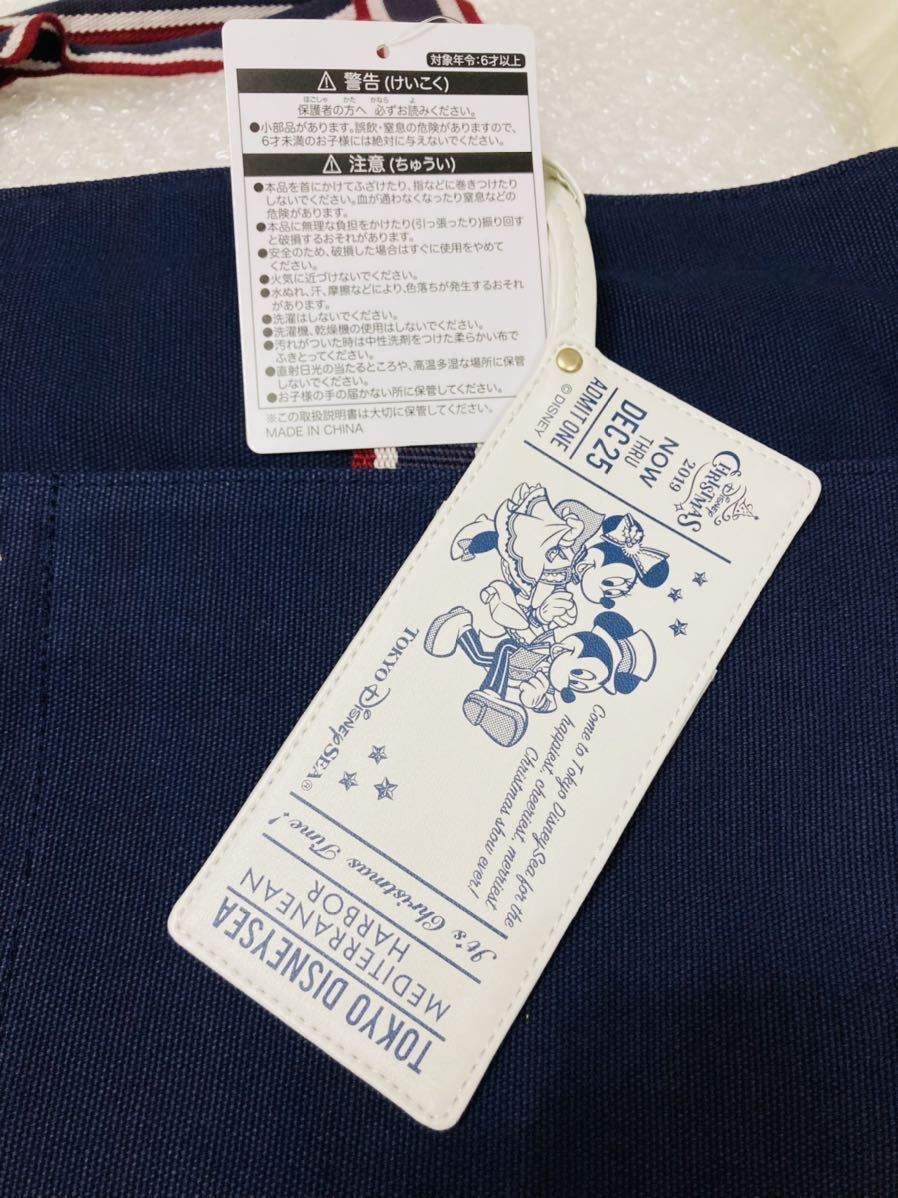 対象年令:6才以上
警告(けいこく)
ほごしゃ かた かなら よ
保護者の方へ 必ずお読みください。
●小部品があります。誤飲・窒息の危険がありますので、
6才未満のお子様には絶対に与えないでください。
注意(ちゅうい)
●本品を首にかけてふざけたり、指などに巻きつけたり
しないでください。血が通わなくなったり窒息などの
危険があります。
●本品に無理な負担をかけたり(引っ張ったり)振り回す
と破損するおそれがあります。
●安全のため、破損した場合はすぐに使用をやめて
ください。
●火気に近づけないでください。
●水ぬれ、汗、摩擦などにより、色落ちが発生するおそれ
があります。
●洗濯はしないでください。
●洗濯機、乾燥機の使用はしないでください。
●汚れがついた時は中性洗剤をつけた柔らかい布で
ふきとってください。
●直射日光の当たるところや、高温多湿な場所に保管
しないでください。
●お子様の手の届かない所に保管してください。
※この取扱説明書は大切に保管してください。
MADE IN CHINA
Disney
CHRISTMAS
2019
NOW
THRU
DEC 25
ADMIT ONE
© DISNEY
TOKYO DISNEYSEA®
Come to Tokyo DisneySea for the
happiest, cheeriest, merriest
Christmas show ever!
It's Christmas Time!
MEDITERRANEAN
HARBOR
TOKYO DISNEYSEA